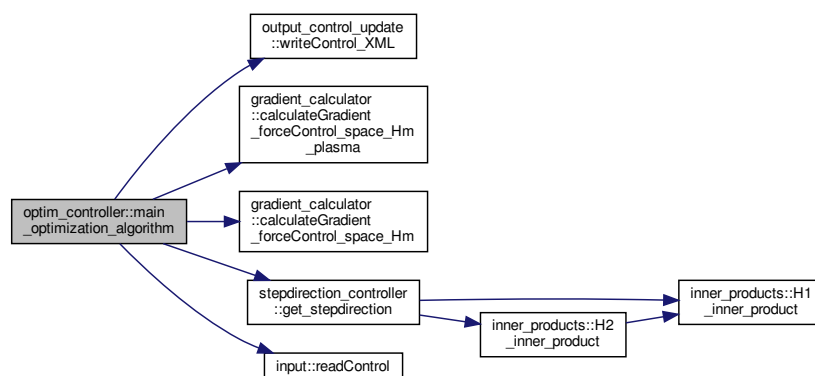 output_control_update
::writeControl_XML
gradient_calculator
::calculateGradient
_forceControl_space_Hm
_plasma
optim_controller::main
_optimization_algorithm
gradient_calculator
::calculateGradient
_forceControl_space_Hm
stepdirection_controller
::get_stepdirection
inner_products::H1
_inner_product
inner_products::H2
_inner_product
input::readControl